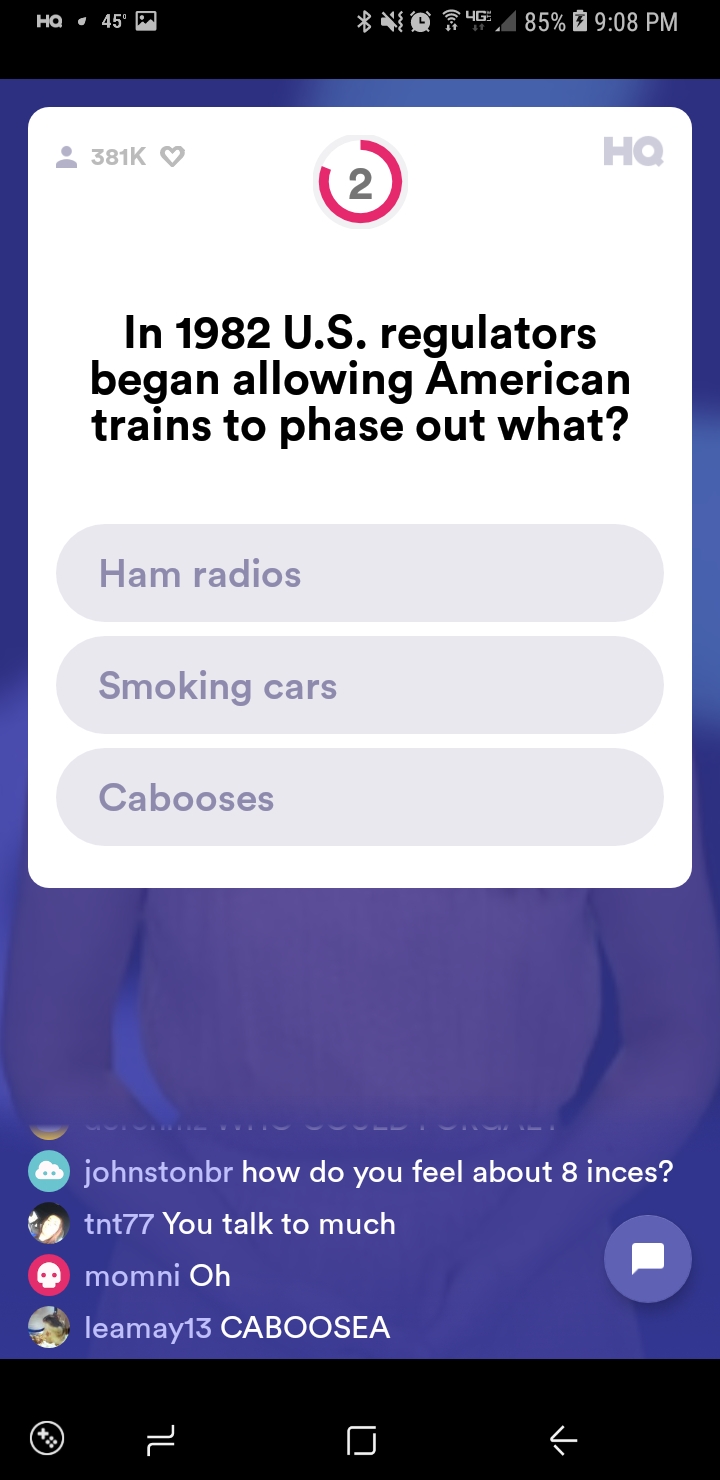 HQ 45° 4G 85% 9:08 PM
381K 2 HQ
In 1982 U.S. regulators
began allowing American
trains to phase out what?
Ham radios
Smoking cars
Cabooses
johnstonbr how do you feel about 8 inces?
tnt77 You talk to much
momni Oh
leamay13 CABOOSEA